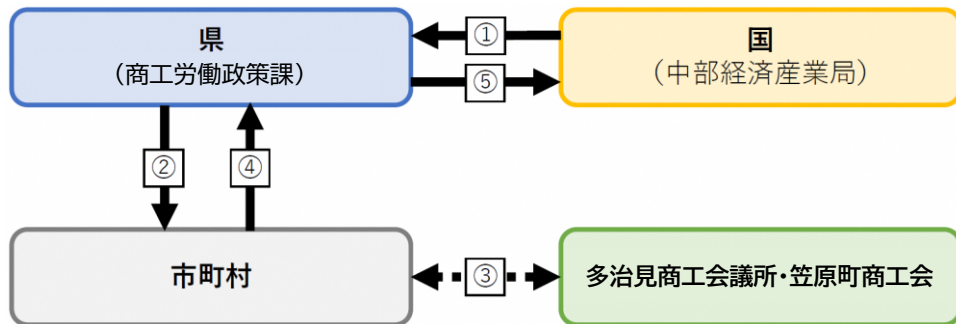 県
（商工労働政策課）
①
国
（中部経済産業局）
⑤
②
④
市町村
③
多治見商工会議所・笠原町商工会